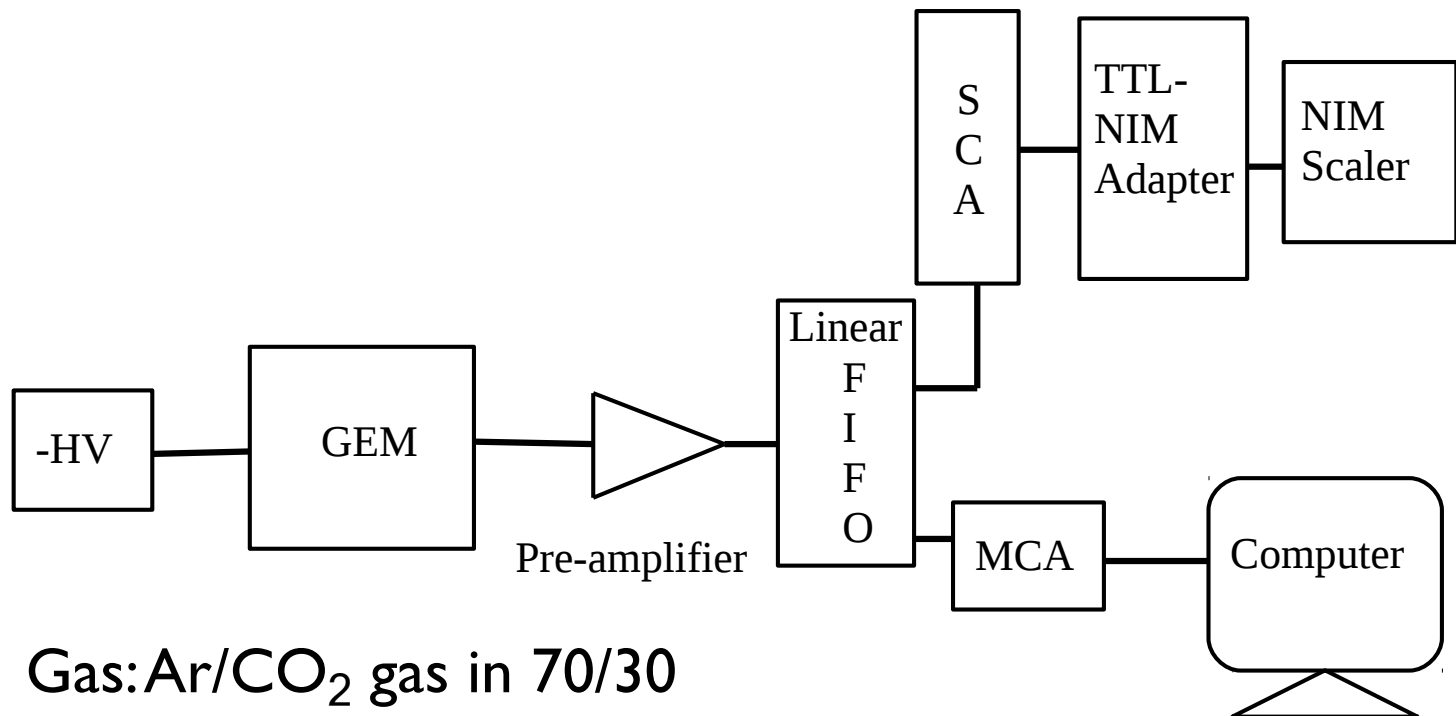 -HV
GEM
Pre-amplifier
Linear
F
I
F
O
S
C
A
TTL-
NIM
Adapter
NIM
Scaler
MCA
Computer
Gas: Ar/CO₂ gas in 70/30